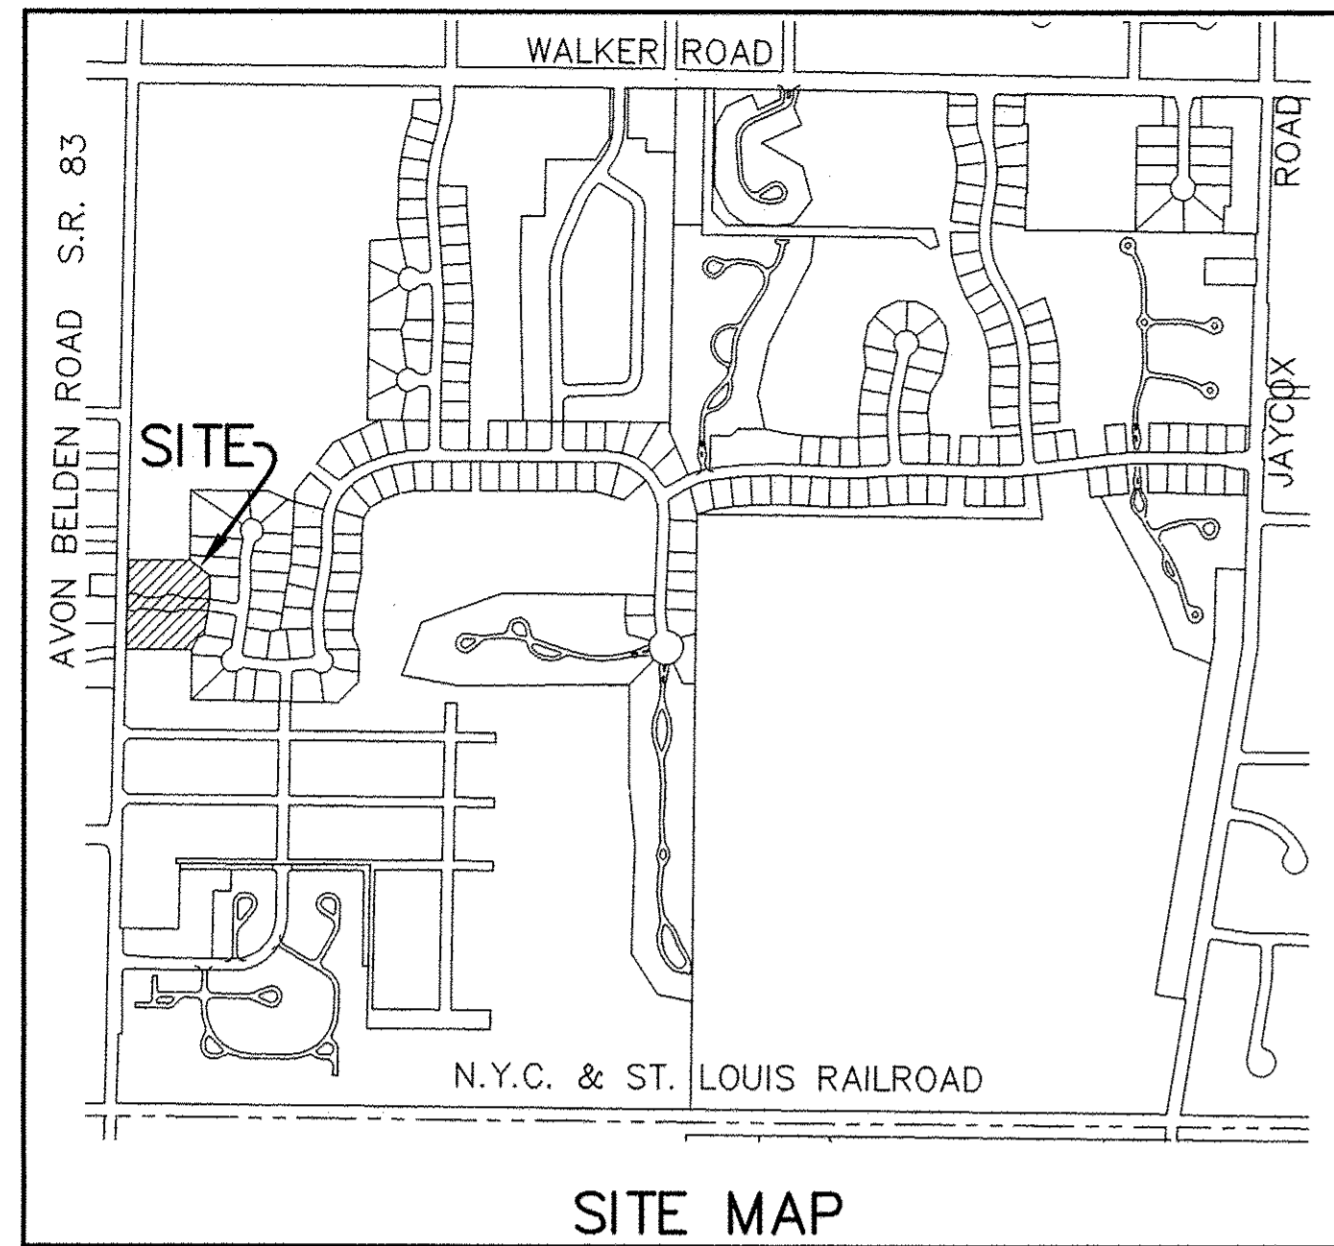 WALKER ROAD
AVON BELDEN ROAD S.R. 83
JAYCOX ROAD
SITE
N.Y.C. & ST. LOUIS RAILROAD
SITE MAP